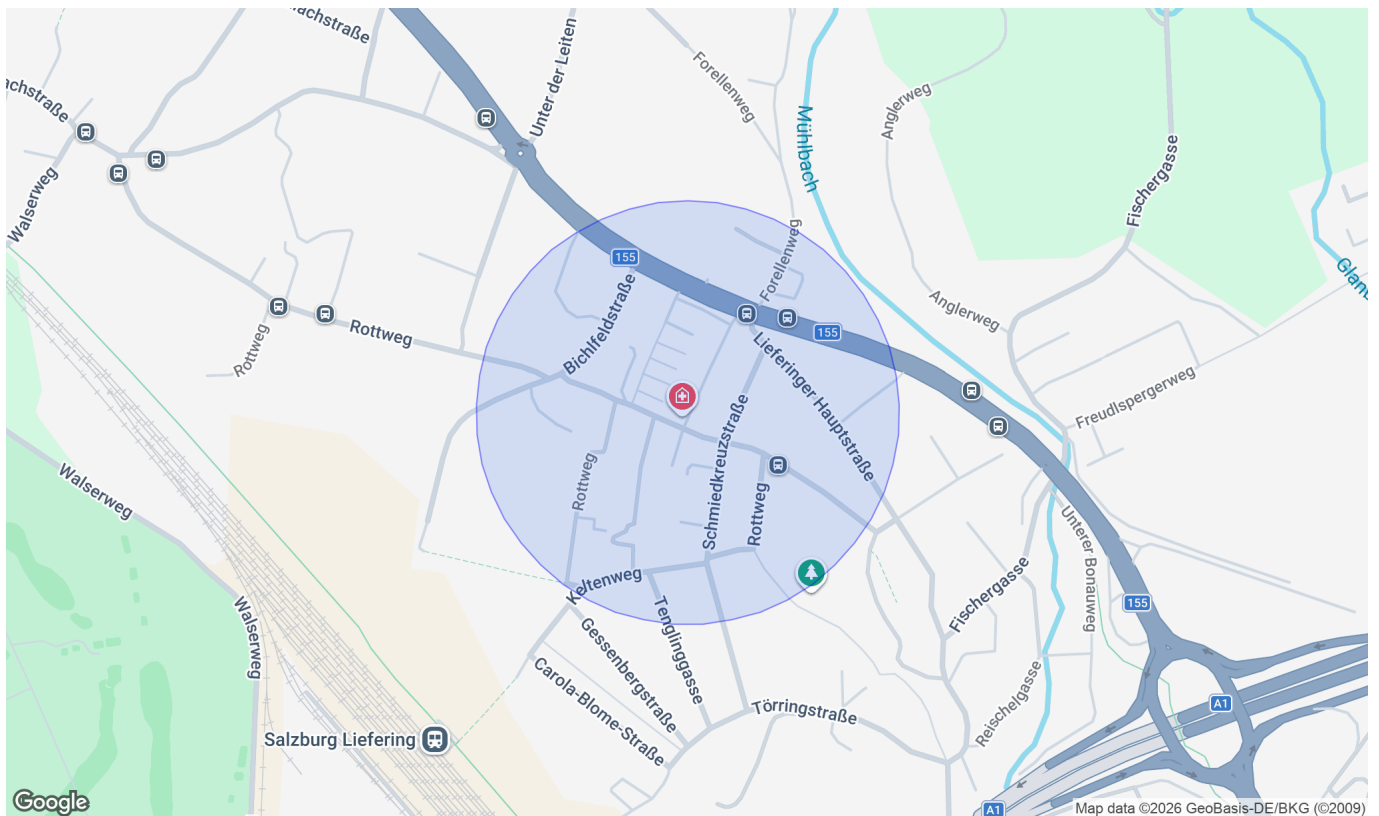 achstraße
Unter der Leiten
Forellenweg
Anglerweg
achstraße
Mühlbach
Fischergasse
Walserweg
Forellenweg
155
Bichlfeldstraße
Anglerweg
Rottweg
Rottweg
155
Lieferinger Hauptstraße
Freudlspergerweg
Schmiedkreuzstraße
Walserweg
Rottweg
Rottweg
Unterer Bonauweg
Keltenweg
Fischergasse
155
Walserweg
Tenglinggasse
Gessenbergstraße
Carola-Blome-Straße
Törringstraße
Reischelgasse
A1
Salzburg Liefering
A1
Google
Map data ©2026 GeoBasis-DE/BKG (©2009)